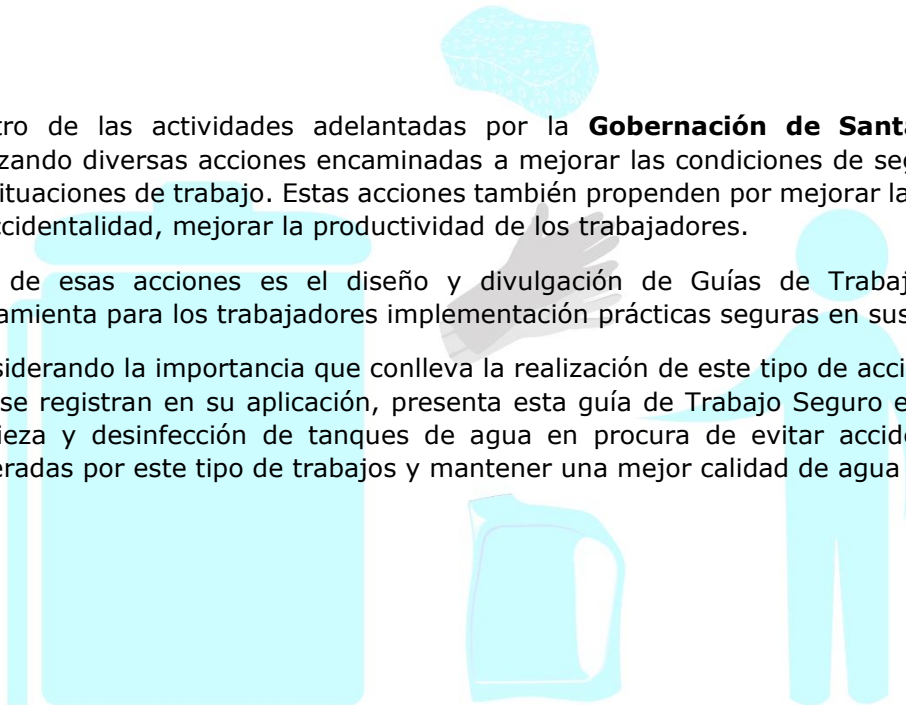 tro de las actividades adelantadas por la Gobernación de Santa
zando diversas acciones encaminadas a mejorar las condiciones de seg
ituaciones de trabajo. Estas acciones también propenden por mejorar la
ccidentalidad, mejorar la productividad de los trabajadores.
de esas acciones es el diseño y divulgación de Guías de Trabaj
amienta para los trabajadores implementación prácticas seguras en sus
siderando la importancia que conlleva la realización de este tipo de acci
se registran en su aplicación, presenta esta guía de Trabajo Seguro e
ieza y desinfección de tanques de agua en procura de evitar accid
eradas por este tipo de trabajos y mantener una mejor calidad de agua